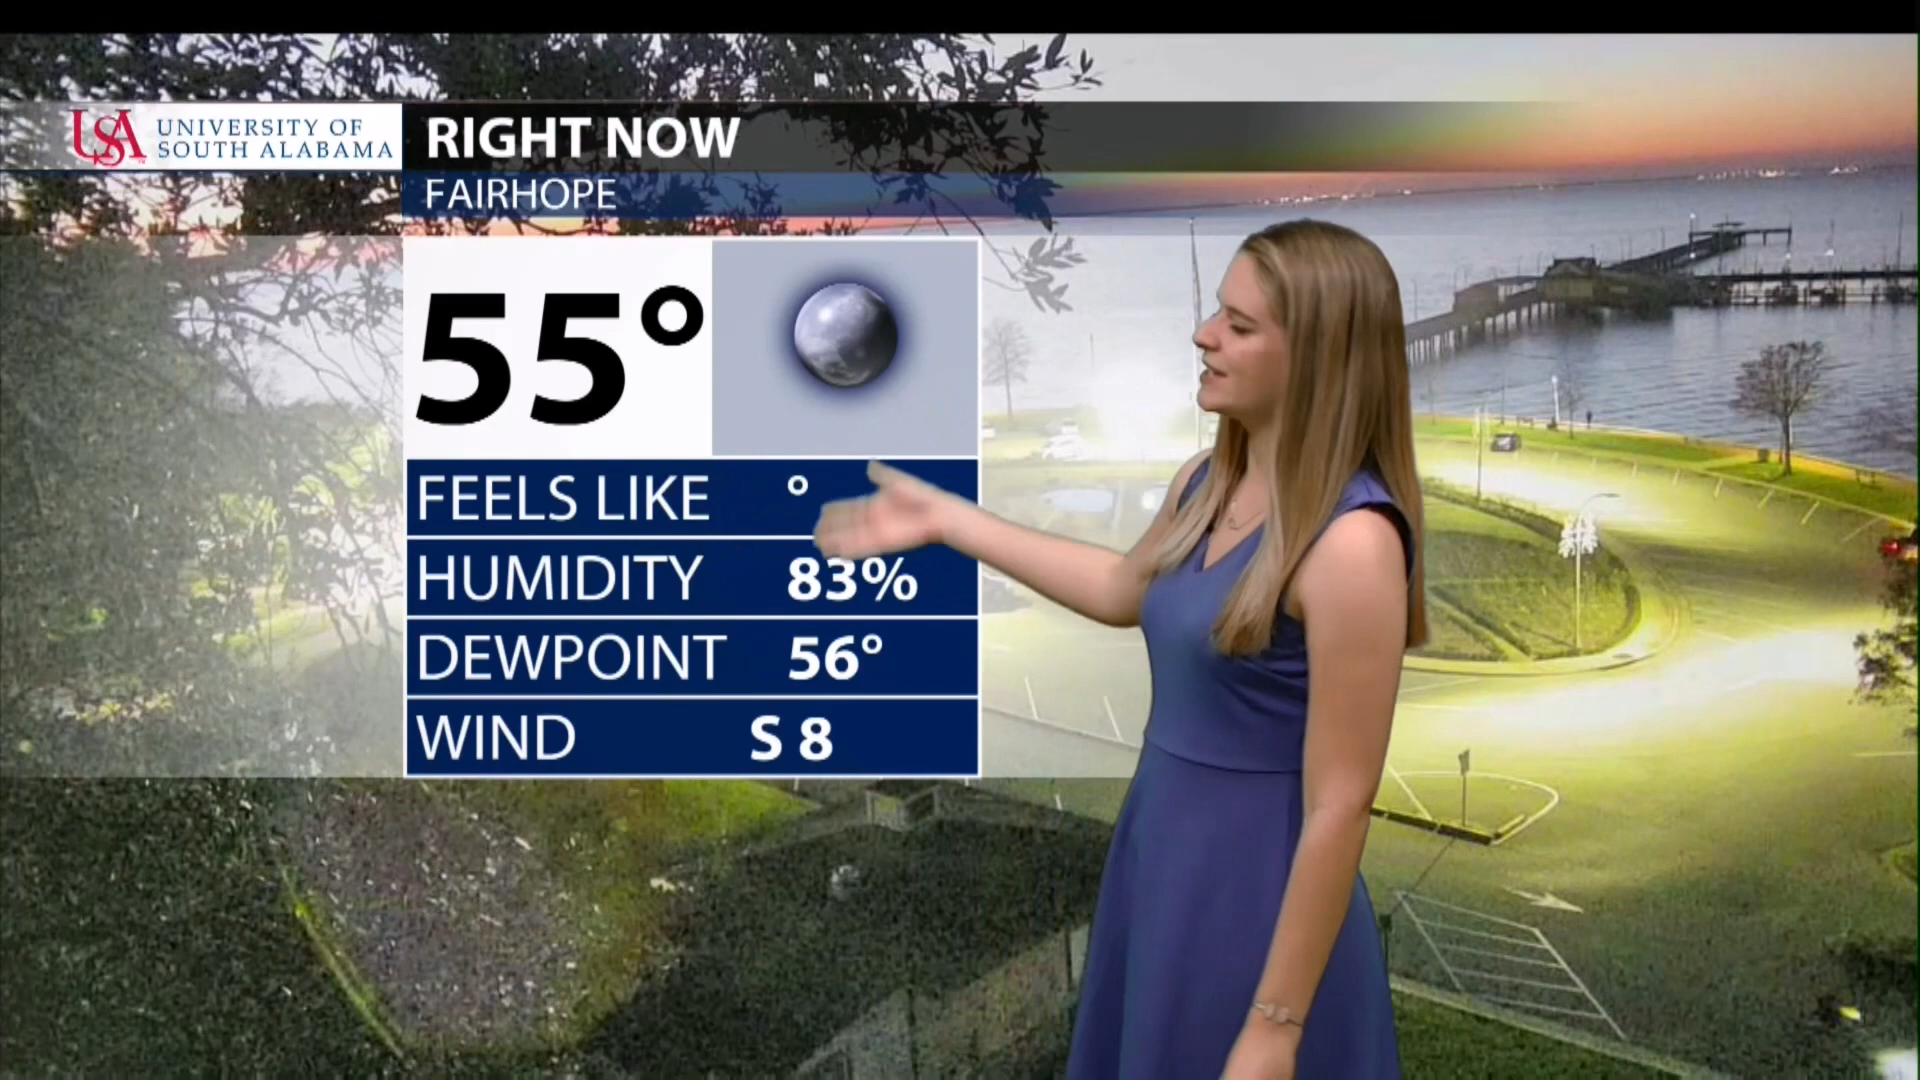 USA UNIVERSITY OF
SOUTH ALABAMA
RIGHT NOW
FAIRHOPE
55°
FEELS LIKE °
HUMIDITY 83%
DEWPOINT 56°
WIND S 8